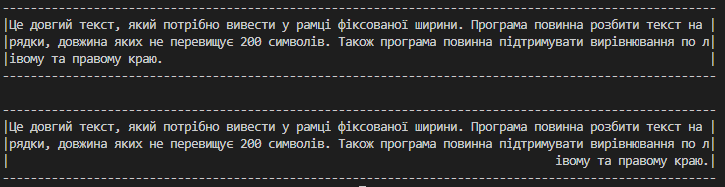 ------------------------------------------------------------------------------------------------------
|Це довгий текст, який потрібно вивести у рамці фіксованої ширини. Програма повинна розбити текст на |
|рядки, довжина яких не перевищує 200 символів. Також програма повинна підтримувати вирівнювання по л|
|івому та правому краю.                                                                              |
------------------------------------------------------------------------------------------------------
------------------------------------------------------------------------------------------------------
|Це довгий текст, який потрібно вивести у рамці фіксованої ширини. Програма повинна розбити текст на |
|рядки, довжина яких не перевищує 200 символів. Також програма повинна підтримувати вирівнювання по л|
|                                                                              івому та правому краю.|
------------------------------------------------------------------------------------------------------